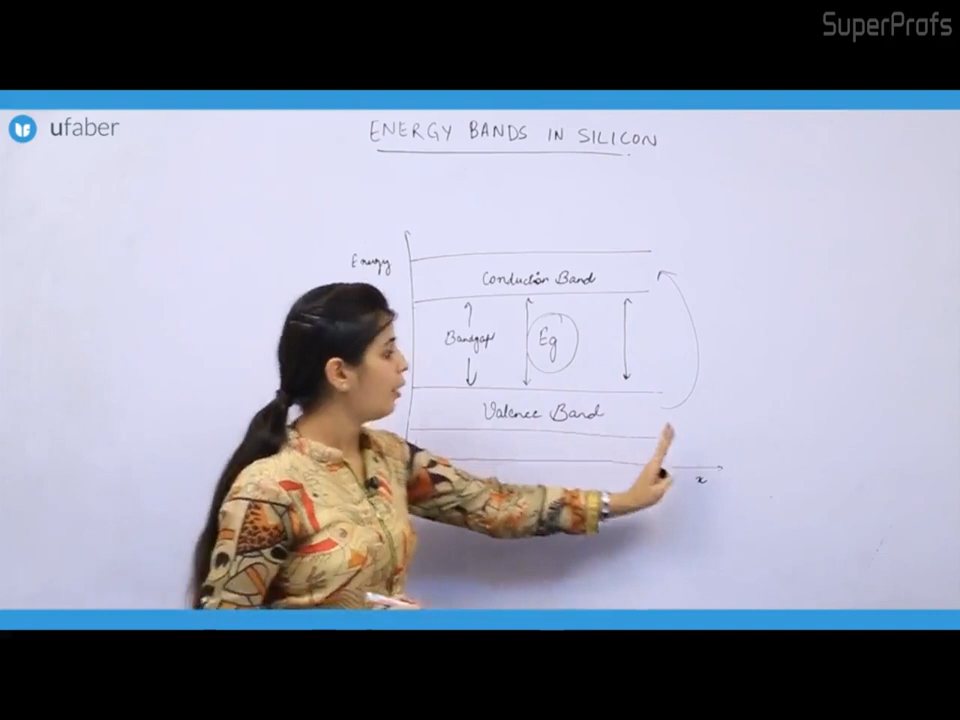 SuperProfs
ufaber
ENERGY BANDS IN SILICON
Energy
Conduction Band
Bandgap
Eg
Valence Band
x